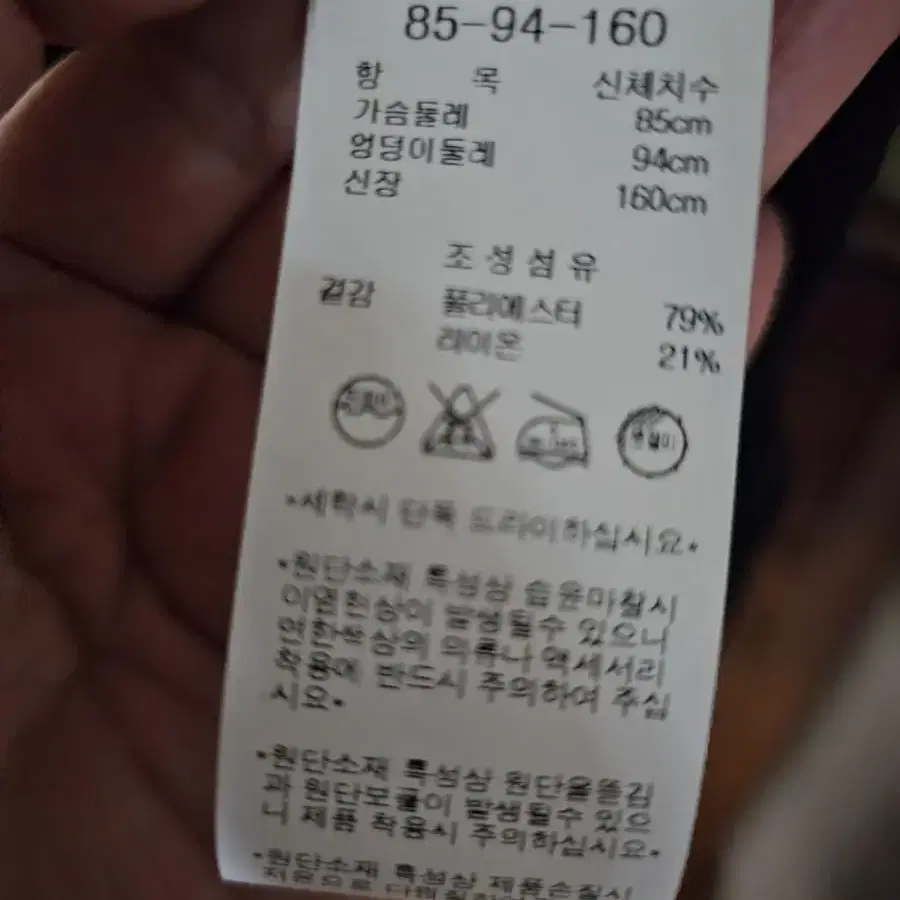 85-94-160
항 목 신체치수
가슴둘레 85cm
엉덩이둘레 94cm
신장 160cm
조성섬유
겉감 폴리에스터 79%
레이온 21%
드라이
•세탁시 단독 드라이하십시요•
•원단소재 특성상 습윤마찰시
이염현상이 발생될수 있으니
연한색상의 의류나 액세서리
착용에 반드시 주의하여 주십
시요•
•원단소재 특성상 원단올뜯김
과 원단모몰이 발생될수 있으
니 제품 착용시 주의하십시요•
•원단소재 특성상 제품손질시